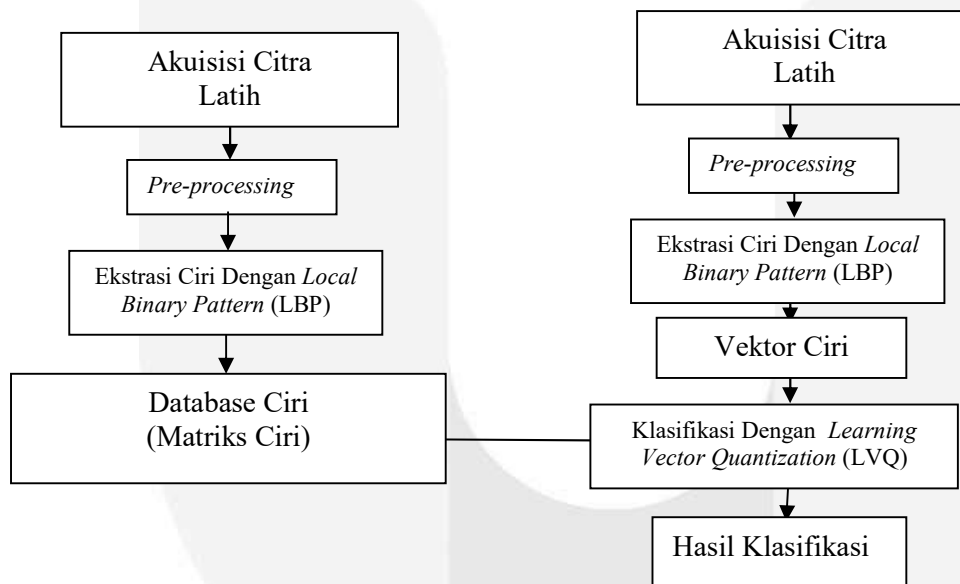 Akuisisi Citra
Latih
Pre-processing
Ekstrasi Ciri Dengan Local
Binary Pattern (LBP)
Database Ciri
(Matriks Ciri)
Akuisisi Citra
Latih
Pre-processing
Ekstrasi Ciri Dengan Local
Binary Pattern (LBP)
Vektor Ciri
Klasifikasi Dengan Learning
Vector Quantization (LVQ)
Hasil Klasifikasi